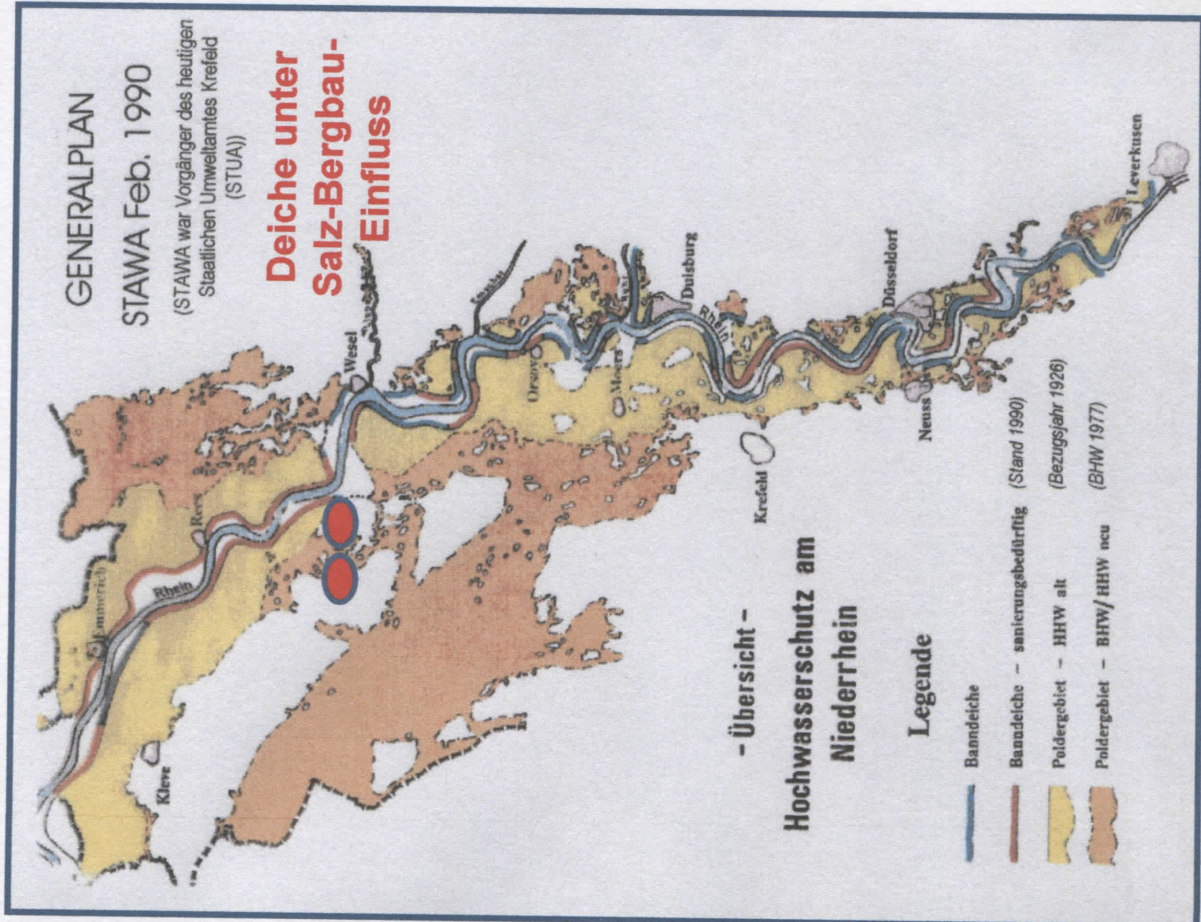 GENERALPLAN
STAWA Feb. 1990
(STAWA war Vorgänger des heutigen
Staatlichen Umweltamtes Krefeld
(STUA))
Deiche unter
Salz-Bergbau-
Einfluss
Emmerich
Rhein
Rees
Kleve
Wesel
Orsoy
Moers
Duisburg
Rhein
Krefeld
Düsseldorf
Neuss
Leverkusen
-Übersicht-
Hochwasserschutz am
Niederrhein
Legende
Banndeiche
Banndeiche - sanierungsbedürftig (Stand 1990)
Poldergebiet - HHW alt (Bezugsjahr 1926)
Poldergebiet - BHW/HHW neu (BHW 1977)